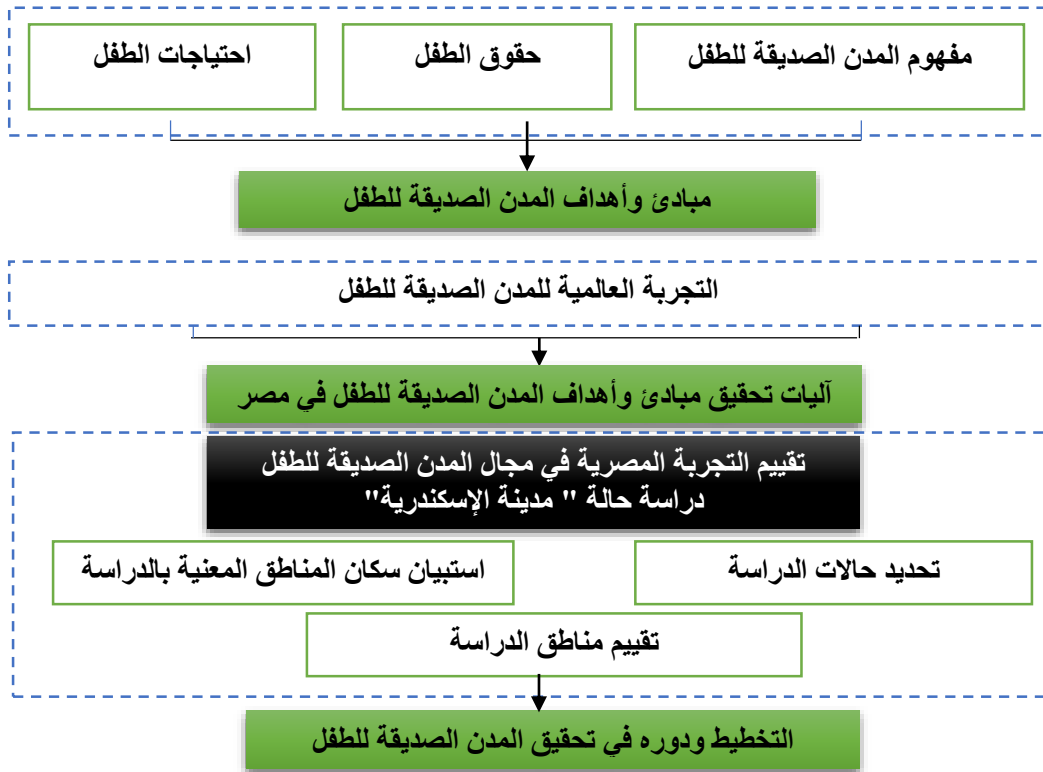 مفهوم المدن الصديقة للطفل
حقوق الطفل
احتياجات الطفل
مبادئ وأهداف المدن الصديقة للطفل
التجربة العالمية للمدن الصديقة للطفل
آليات تحقيق مبادئ وأهداف المدن الصديقة للطفل في مصر
تقييم التجربة المصرية في مجال المدن الصديقة للطفل
دراسة حالة " مدينة الإسكندرية"
تحديد حالات الدراسة
استبيان سكان المناطق المعنية بالدراسة
تقييم مناطق الدراسة
التخطيط ودوره في تحقيق المدن الصديقة للطفل